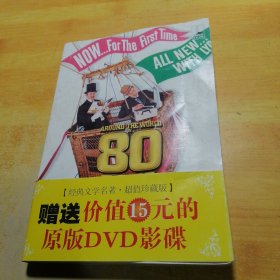 NOW...For The First Time
ALL NEW
AROUND THE WORLD
80
【经典文学名著·超值珍藏版】
赠送价值15元的
原版DVD影碟